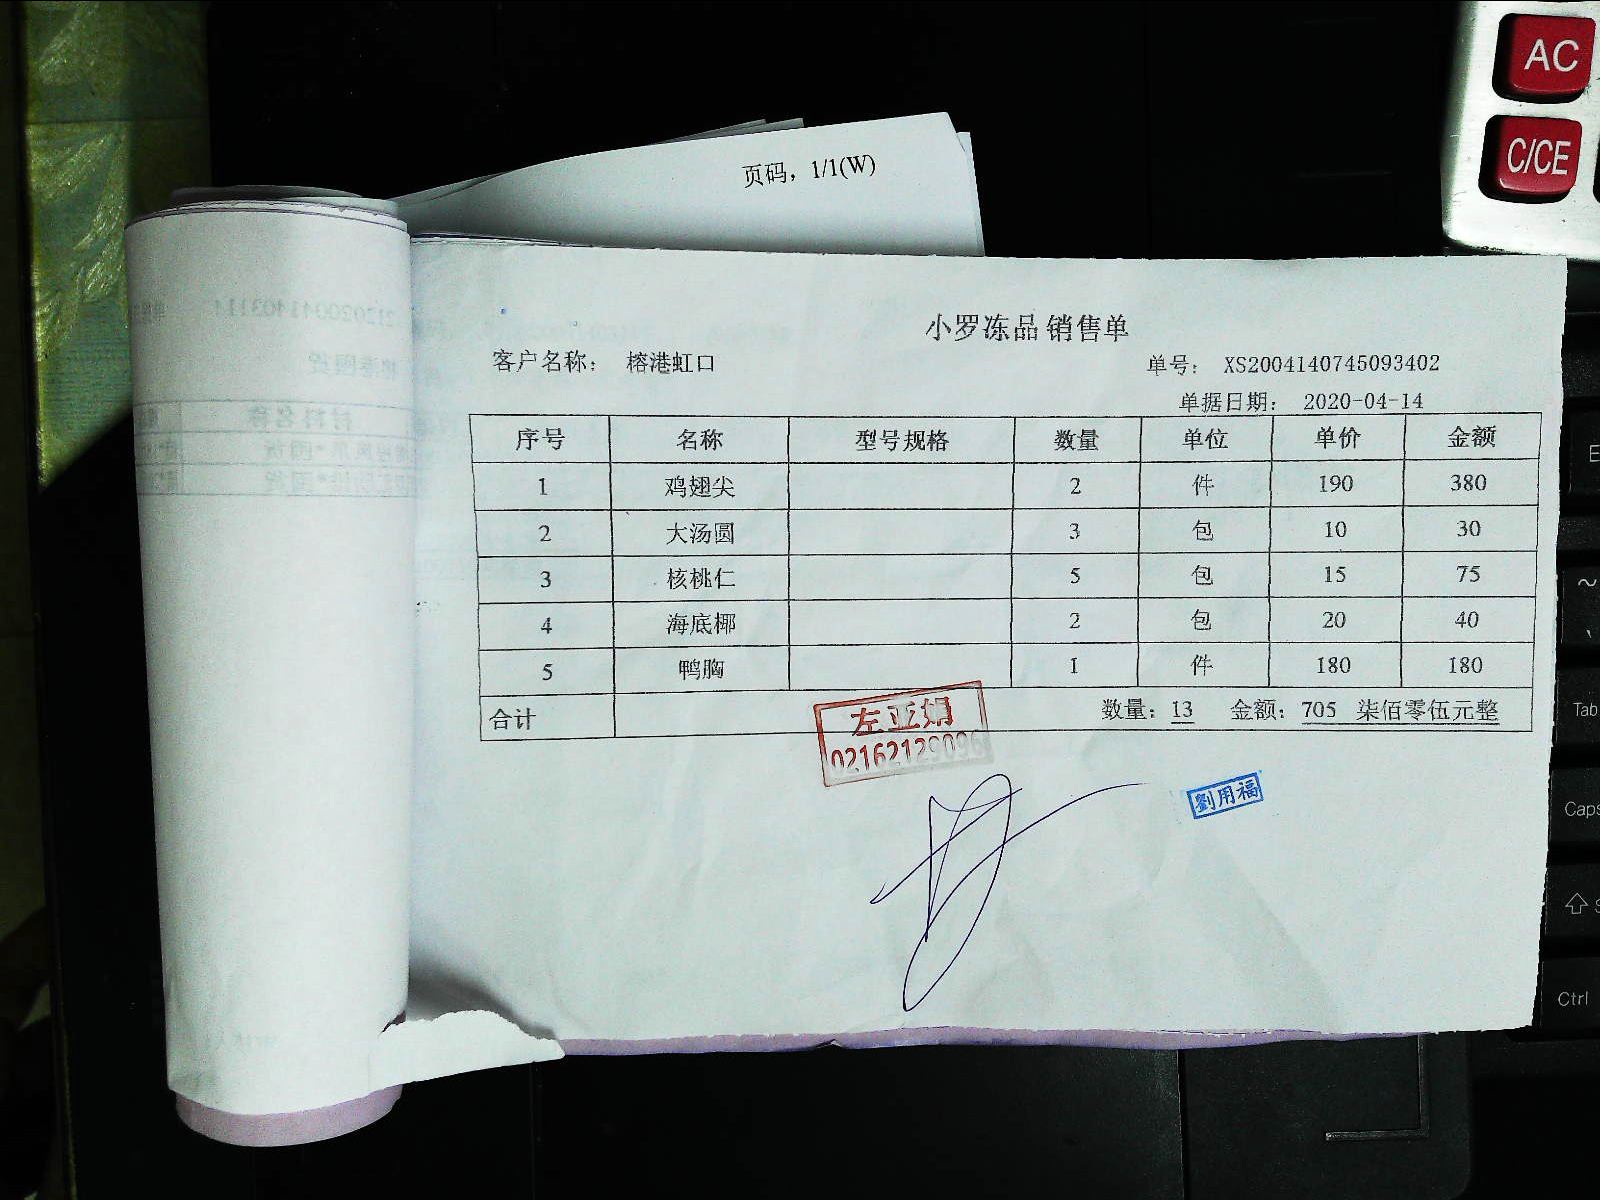 AC
C/CE
页码，1/1(W)
小罗冻品 销售单
客户名称： 榕港虹口 单号： XS2004140745093402
单据日期： 2020-04-14
序号 名称 型号规格 数量 单位 单价 金额
1 鸡翅尖 2 件 190 380
2 大汤圆 3 包 10 30
3 核桃仁 5 包 15 75
4 海底椰 2 包 20 40
5 鸭胸 1 件 180 180
合计 数量：13 金额：705 柒佰零伍元整
左亚娟
02162129096
劉用福
Tab
Caps
Ctrl